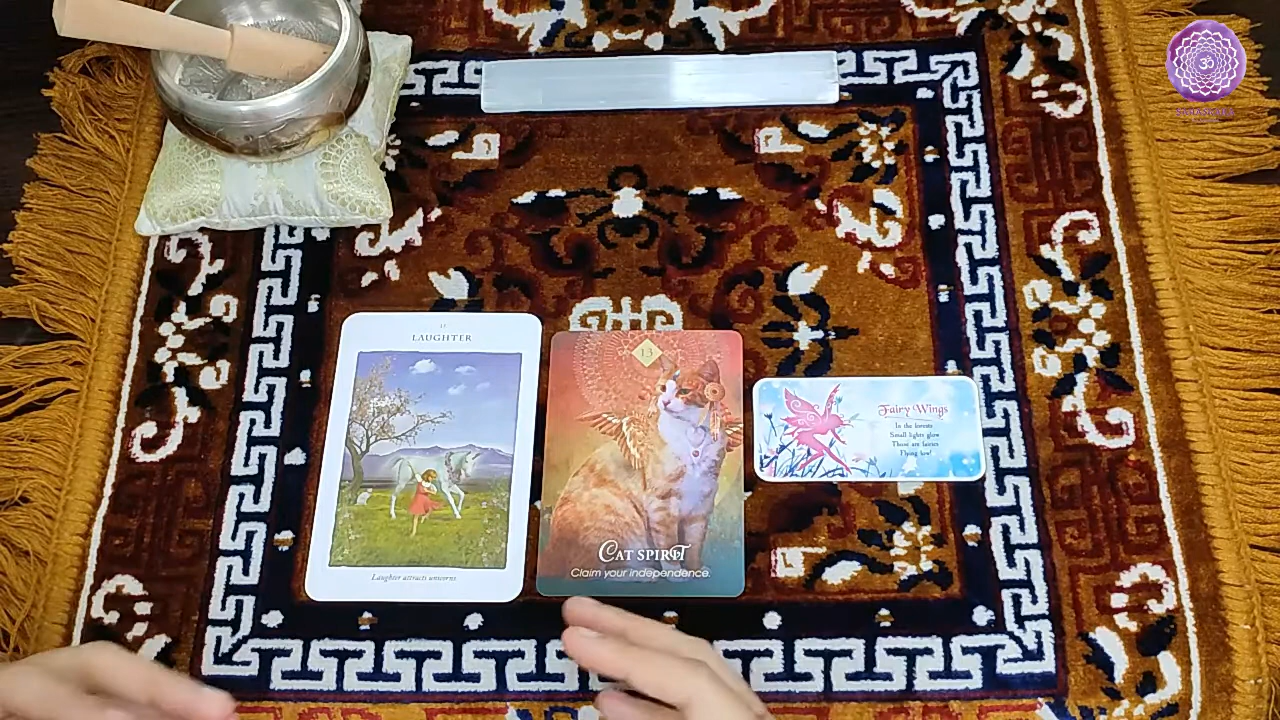 LAUGHTER
Laughter attracts unicorns
13
CAT SPIRIT
Claim your independence.
Fairy Wings
In the forests
Small lights glow
Those are fairies
Flying low!
ॐ